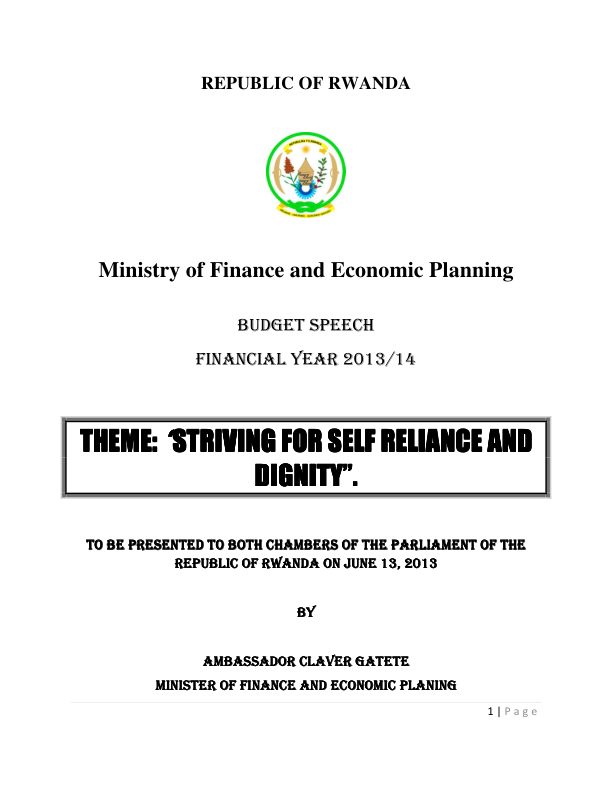 REPUBLIC OF RWANDA
Ministry of Finance and Economic Planning
BUDGET SPEECH
FINANCIAL YEAR 2013/14
THEME: “STRIVING FOR SELF RELIANCE AND
DIGNITY”.
TO BE PRESENTED TO BOTH CHAMBERS OF THE PARLIAMENT OF THE
REPUBLIC OF RWANDA ON JUNE 13, 2013
BY
AMBASSADOR CLAVER GATETE
MINISTER OF FINANCE AND ECONOMIC PLANING
1 | Page